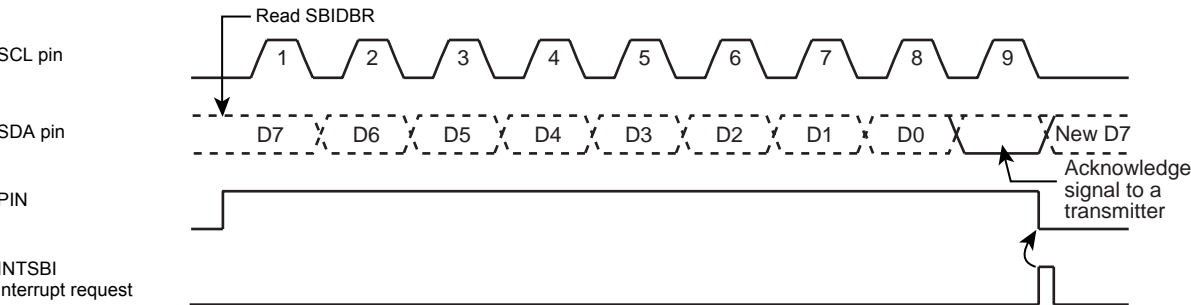 Read SBIDBR
SCL pin
1 2 3 4 5 6 7 8 9
SDA pin
D7 D6 D5 D4 D3 D2 D1 D0 New D7
Acknowledge
signal to a
transmitter
PIN
INTSBI
interrupt request